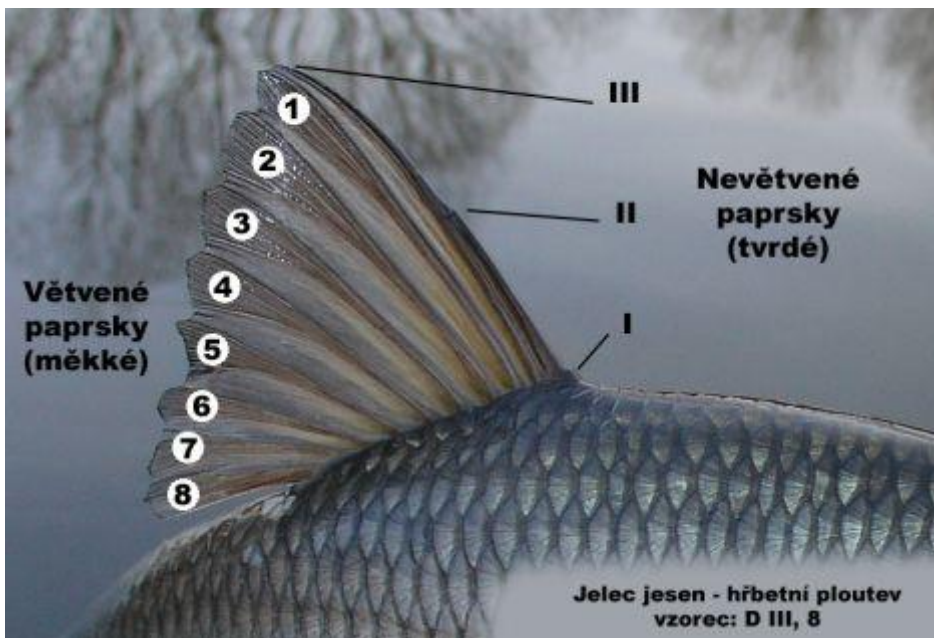 III
1
2
Nevětvené
paprsky
(tvrdé)
II
3
4
Větvené
paprsky
(měkké)
5
I
6
7
8
Jelec jesen - hřbetní ploutev
vzorec: D III, 8